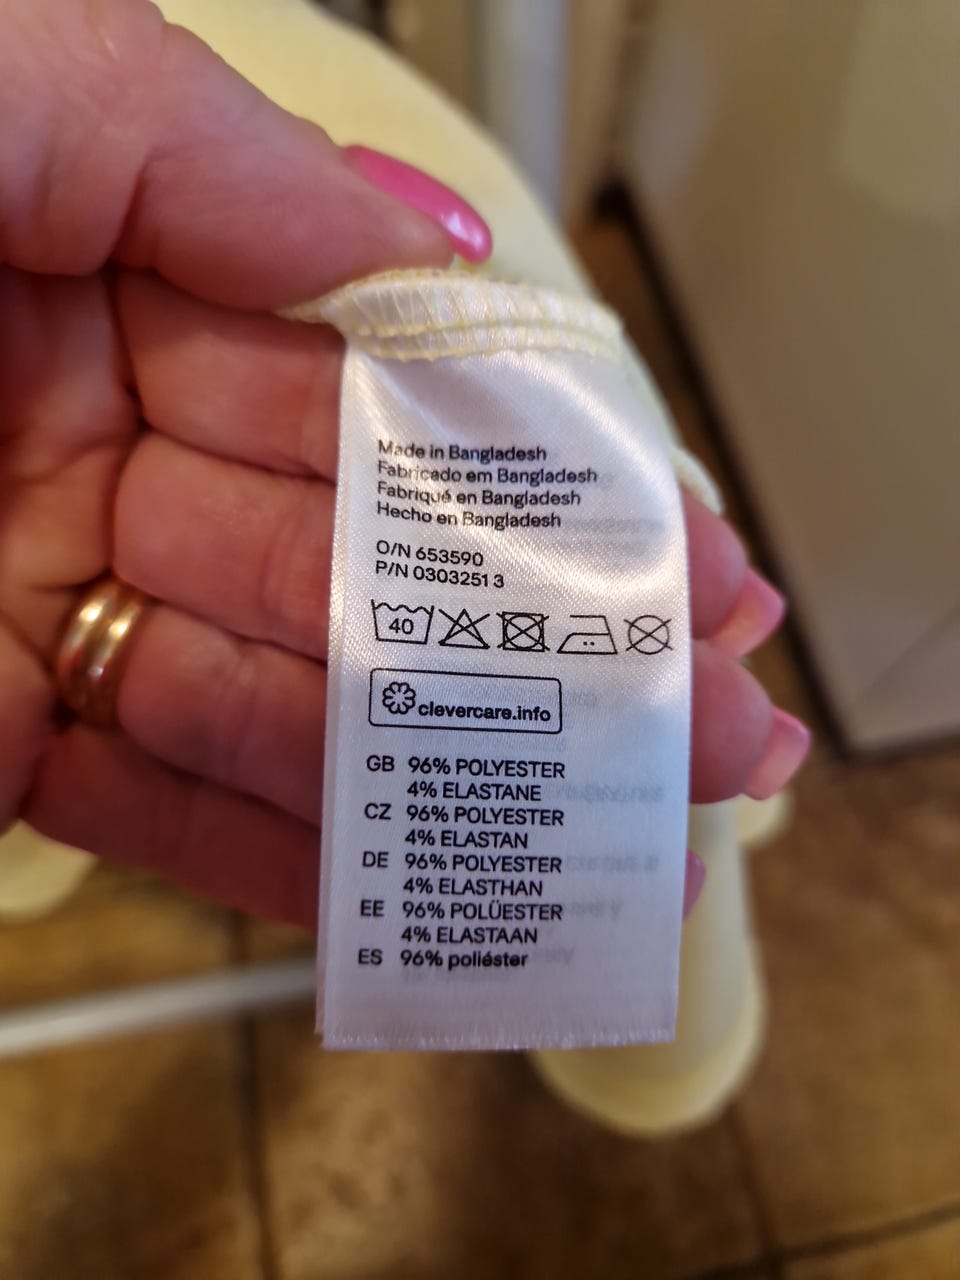 Made in Bangladesh
Fabricado em Bangladesh
Fabriqué en Bangladesh
Hecho en Bangladesh
O/N 653590
P/N 0303251 3
40
clevercare.info
GB 96% POLYESTER
4% ELASTANE
CZ 96% POLYESTER
4% ELASTAN
DE 96% POLYESTER
4% ELASTHAN
EE 96% POLÜESTER
4% ELASTAAN
ES 96% poliéster